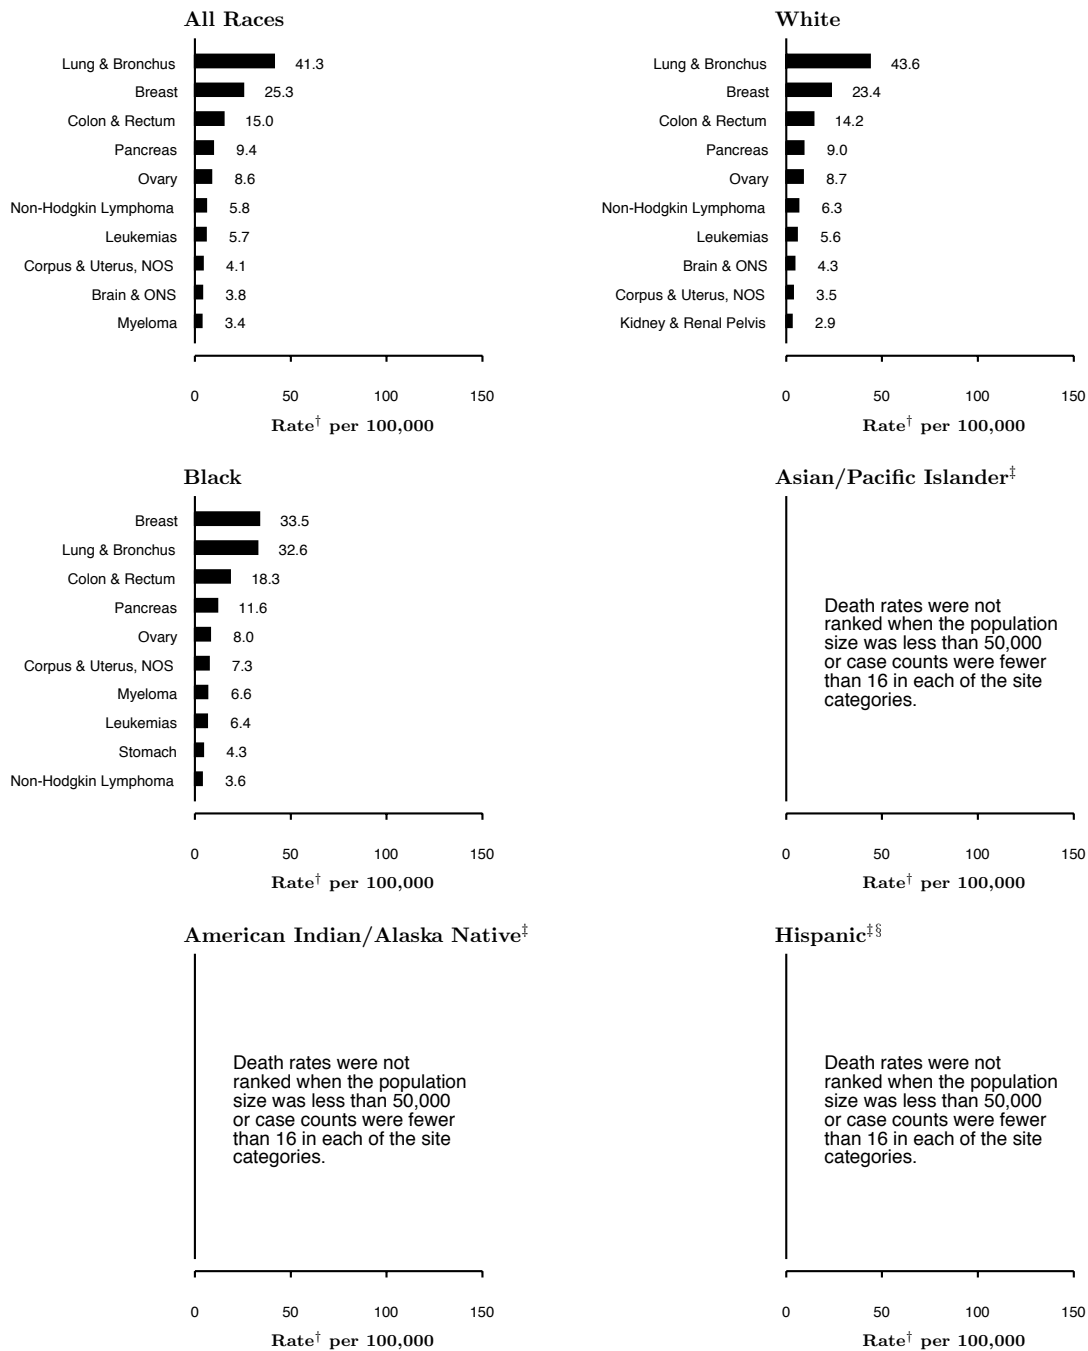 All Races
Lung & Bronchus 41.3
Breast 25.3
Colon & Rectum 15.0
Pancreas 9.4
Ovary 8.6
Non-Hodgkin Lymphoma 5.8
Leukemias 5.7
Corpus & Uterus, NOS 4.1
Brain & ONS 3.8
Myeloma 3.4
0 50 100 150
Rate† per 100,000
White
Lung & Bronchus 43.6
Breast 23.4
Colon & Rectum 14.2
Pancreas 9.0
Ovary 8.7
Non-Hodgkin Lymphoma 6.3
Leukemias 5.6
Brain & ONS 4.3
Corpus & Uterus, NOS 3.5
Kidney & Renal Pelvis 2.9
0 50 100 150
Rate† per 100,000
Black
Breast 33.5
Lung & Bronchus 32.6
Colon & Rectum 18.3
Pancreas 11.6
Ovary 8.0
Corpus & Uterus, NOS 7.3
Myeloma 6.6
Leukemias 6.4
Stomach 4.3
Non-Hodgkin Lymphoma 3.6
0 50 100 150
Rate† per 100,000
Asian/Pacific Islander‡
Death rates were not
ranked when the population
size was less than 50,000
or case counts were fewer
than 16 in each of the site
categories.
0 50 100 150
Rate† per 100,000
American Indian/Alaska Native‡
Death rates were not
ranked when the population
size was less than 50,000
or case counts were fewer
than 16 in each of the site
categories.
0 50 100 150
Rate† per 100,000
Hispanic‡§
Death rates were not
ranked when the population
size was less than 50,000
or case counts were fewer
than 16 in each of the site
categories.
0 50 100 150
Rate† per 100,000